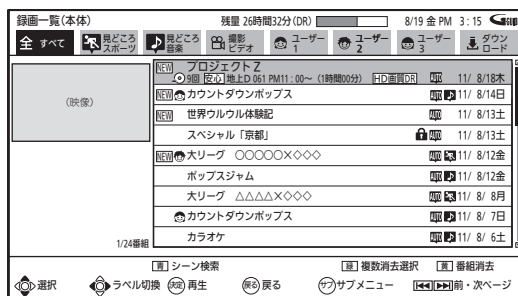 録画一覧(本体) 残量 26時間32分(DR) 8/19 金 PM 3:15
全 すべて 見どころ スポーツ 見どころ 音楽 撮影 ビデオ ユーザー 1 ユーザー 2 ユーザー 3 ダウンロード
(映像)
NEW プロジェクトZ
9回 安心 地上D 061 PM11:00～ (1時間00分) HD画質DR 11/ 8/18木
NEW カウントダウンポップス 11/ 8/14日
NEW 世界ウルウル体験記 11/ 8/13土
スペシャル「京都」 11/ 8/13土
NEW 大リーグ ○○○○○×◇◇◇ 11/ 8/12金
ポップスジャム 11/ 8/12金
大リーグ △△△△×◇◇◇ 11/ 8/ 8月
カウントダウンポップス 11/ 8/ 7日
カラオケ 11/ 8/ 6土
1/24番組
青 シーン検索 緑 複数消去選択 黄 番組消去
選択 ラベル切換 決定 再生 戻る 戻る サブ サブメニュー 前・次ページ